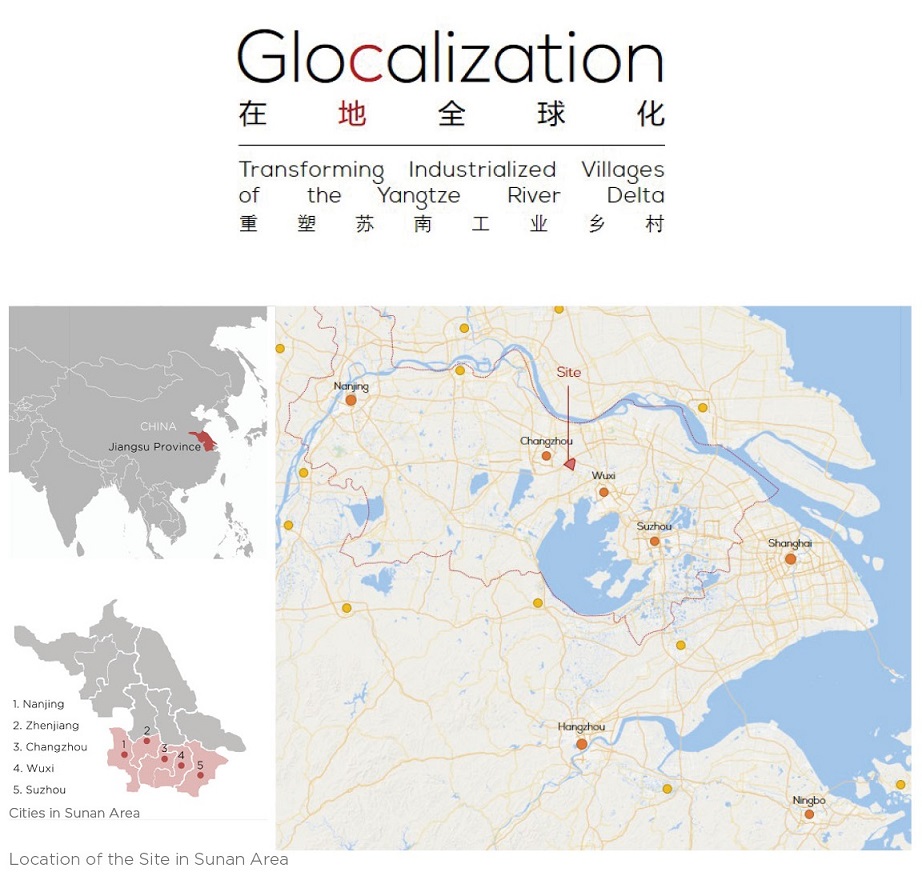 Glocalization
在地全球化
Transforming Industrialized Villages
of the Yangtze River Delta
重塑苏南工业乡村
CHINA
Jiangsu Province
1. Nanjing
2. Zhenjiang
3. Changzhou
4. Wuxi
5. Suzhou
1
2
3
4
5
Cities in Sunan Area
Site
Nanjing
Changzhou
Wuxi
Suzhou
Shanghai
Hangzhou
Ningbo
Location of the Site in Sunan Area